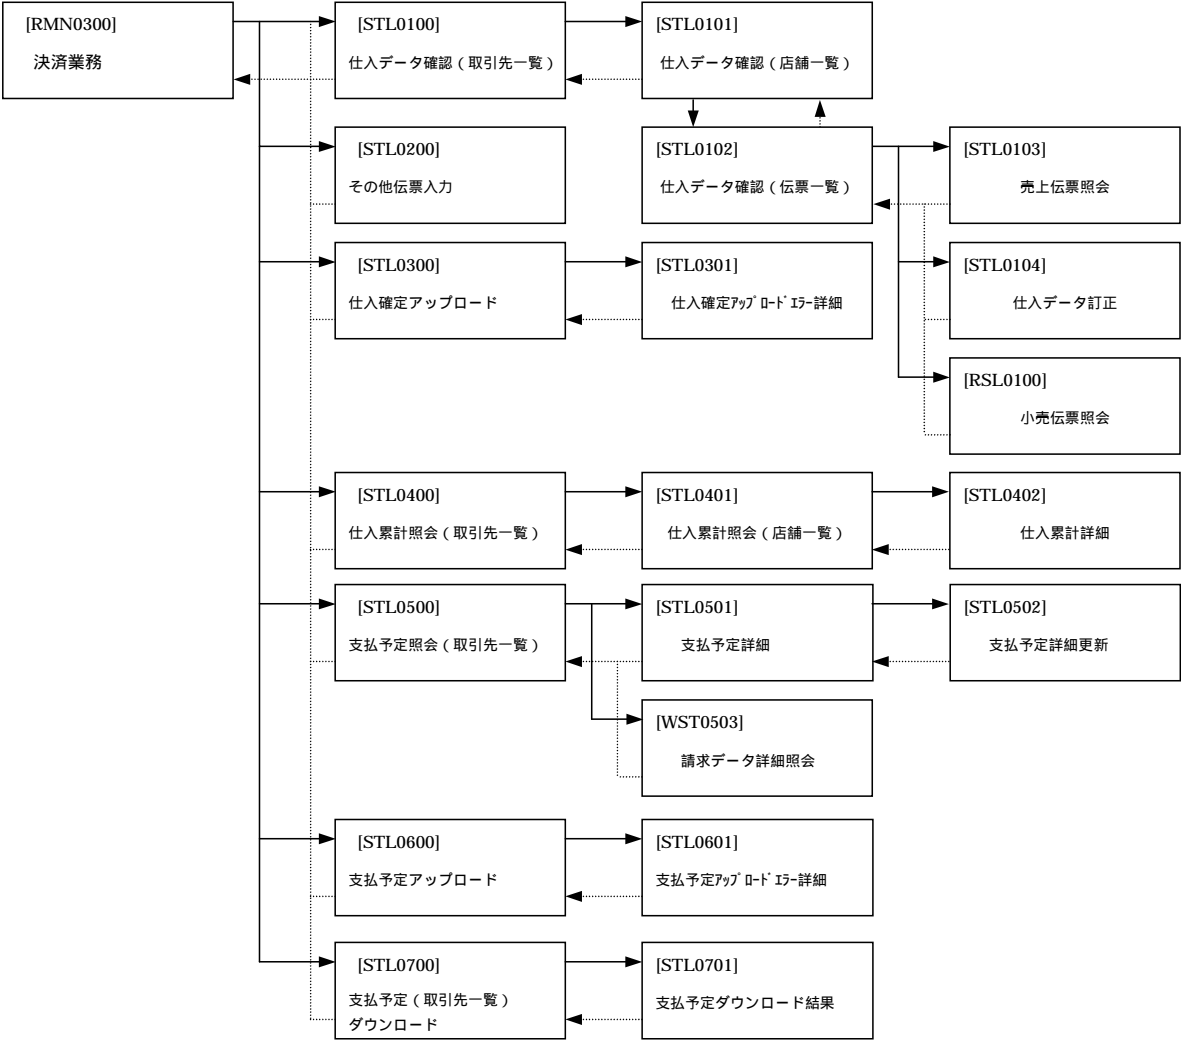 [RMN0300]
決済業務
[STL0100]
仕入データ確認（取引先一覧）
[STL0101]
仕入データ確認（店舗一覧）
[STL0200]
その他伝票入力
[STL0102]
仕入データ確認（伝票一覧）
[STL0103]
売上伝票照会
[STL0300]
仕入確定アップロード
[STL0301]
仕入確定ｱｯﾌﾟﾛｰﾄﾞｴﾗｰ詳細
[STL0104]
仕入データ訂正
[RSL0100]
小売伝票照会
[STL0400]
仕入累計照会（取引先一覧）
[STL0401]
仕入累計照会（店舗一覧）
[STL0402]
仕入累計詳細
[STL0500]
支払予定照会（取引先一覧）
[STL0501]
支払予定詳細
[STL0502]
支払予定詳細更新
[WST0503]
請求データ詳細照会
[STL0600]
支払予定アップロード
[STL0601]
支払予定ｱｯﾌﾟﾛｰﾄﾞｴﾗｰ詳細
[STL0700]
支払予定（取引先一覧）
ダウンロード
[STL0701]
支払予定ダウンロード結果